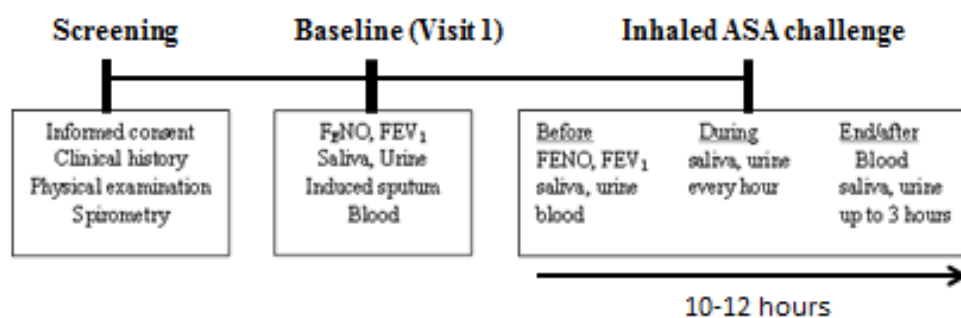 Screening
Baseline (Visit 1)
Inhaled ASA challenge
Informed consent
Clinical history
Physical examination
Spirometry
FENO, FEV1
Saliva, Urine
Induced sputum
Blood
Before
FENO, FEV1
saliva, urine
blood
During
saliva, urine
every hour
End/after
Blood
saliva, urine
up to 3 hours
10-12 hours